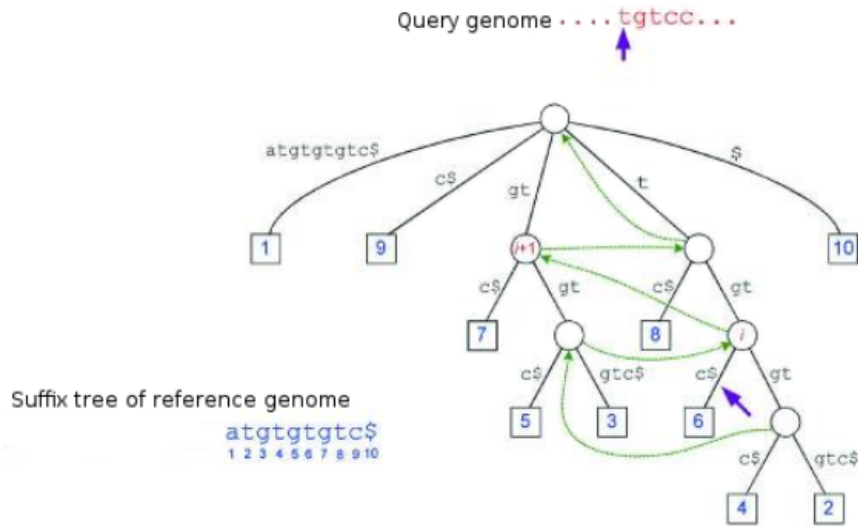 Query genome ....tgtcc...
atgtgtgtc$
c$
gt
t
$
1
9
i+1
10
c$
gt
c$
gt
7
8
i
c$
gtc$
c$
gt
Suffix tree of reference genome
5
3
6
atgtgtgtc$
1 2 3 4 5 6 7 8 9 10
c$
gtc$
4
2